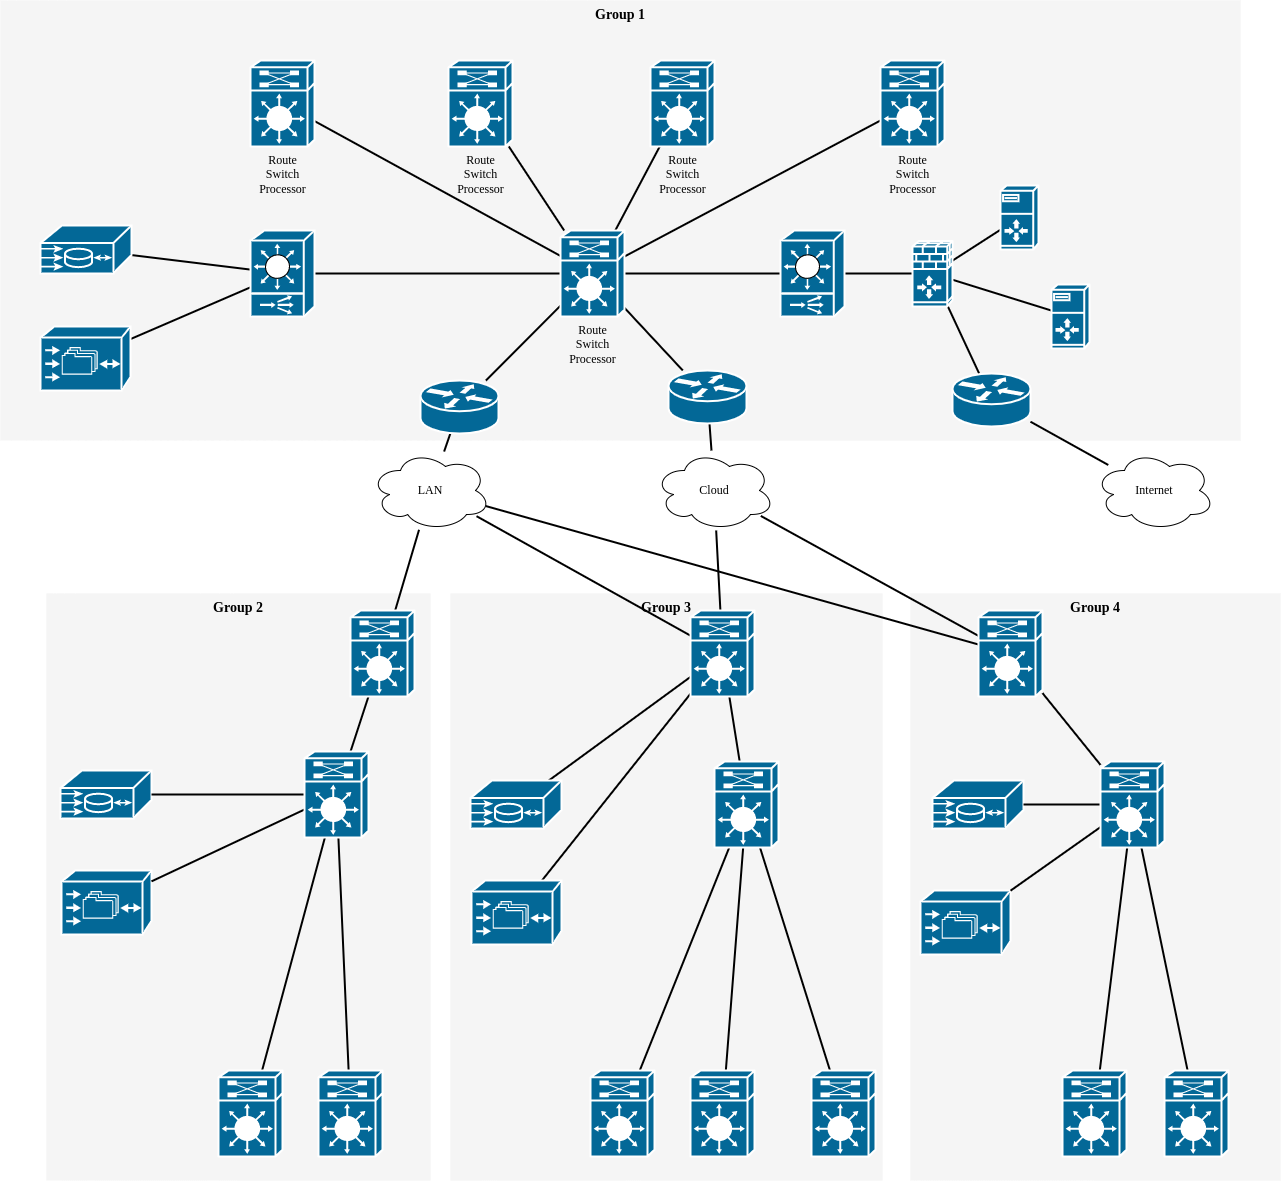 Group 1
Route
Switch
Processor
Route
Switch
Processor
Route
Switch
Processor
Route
Switch
Processor
Route
Switch
Processor
LAN
Cloud
Internet
Group 2
Group 3
Group 4